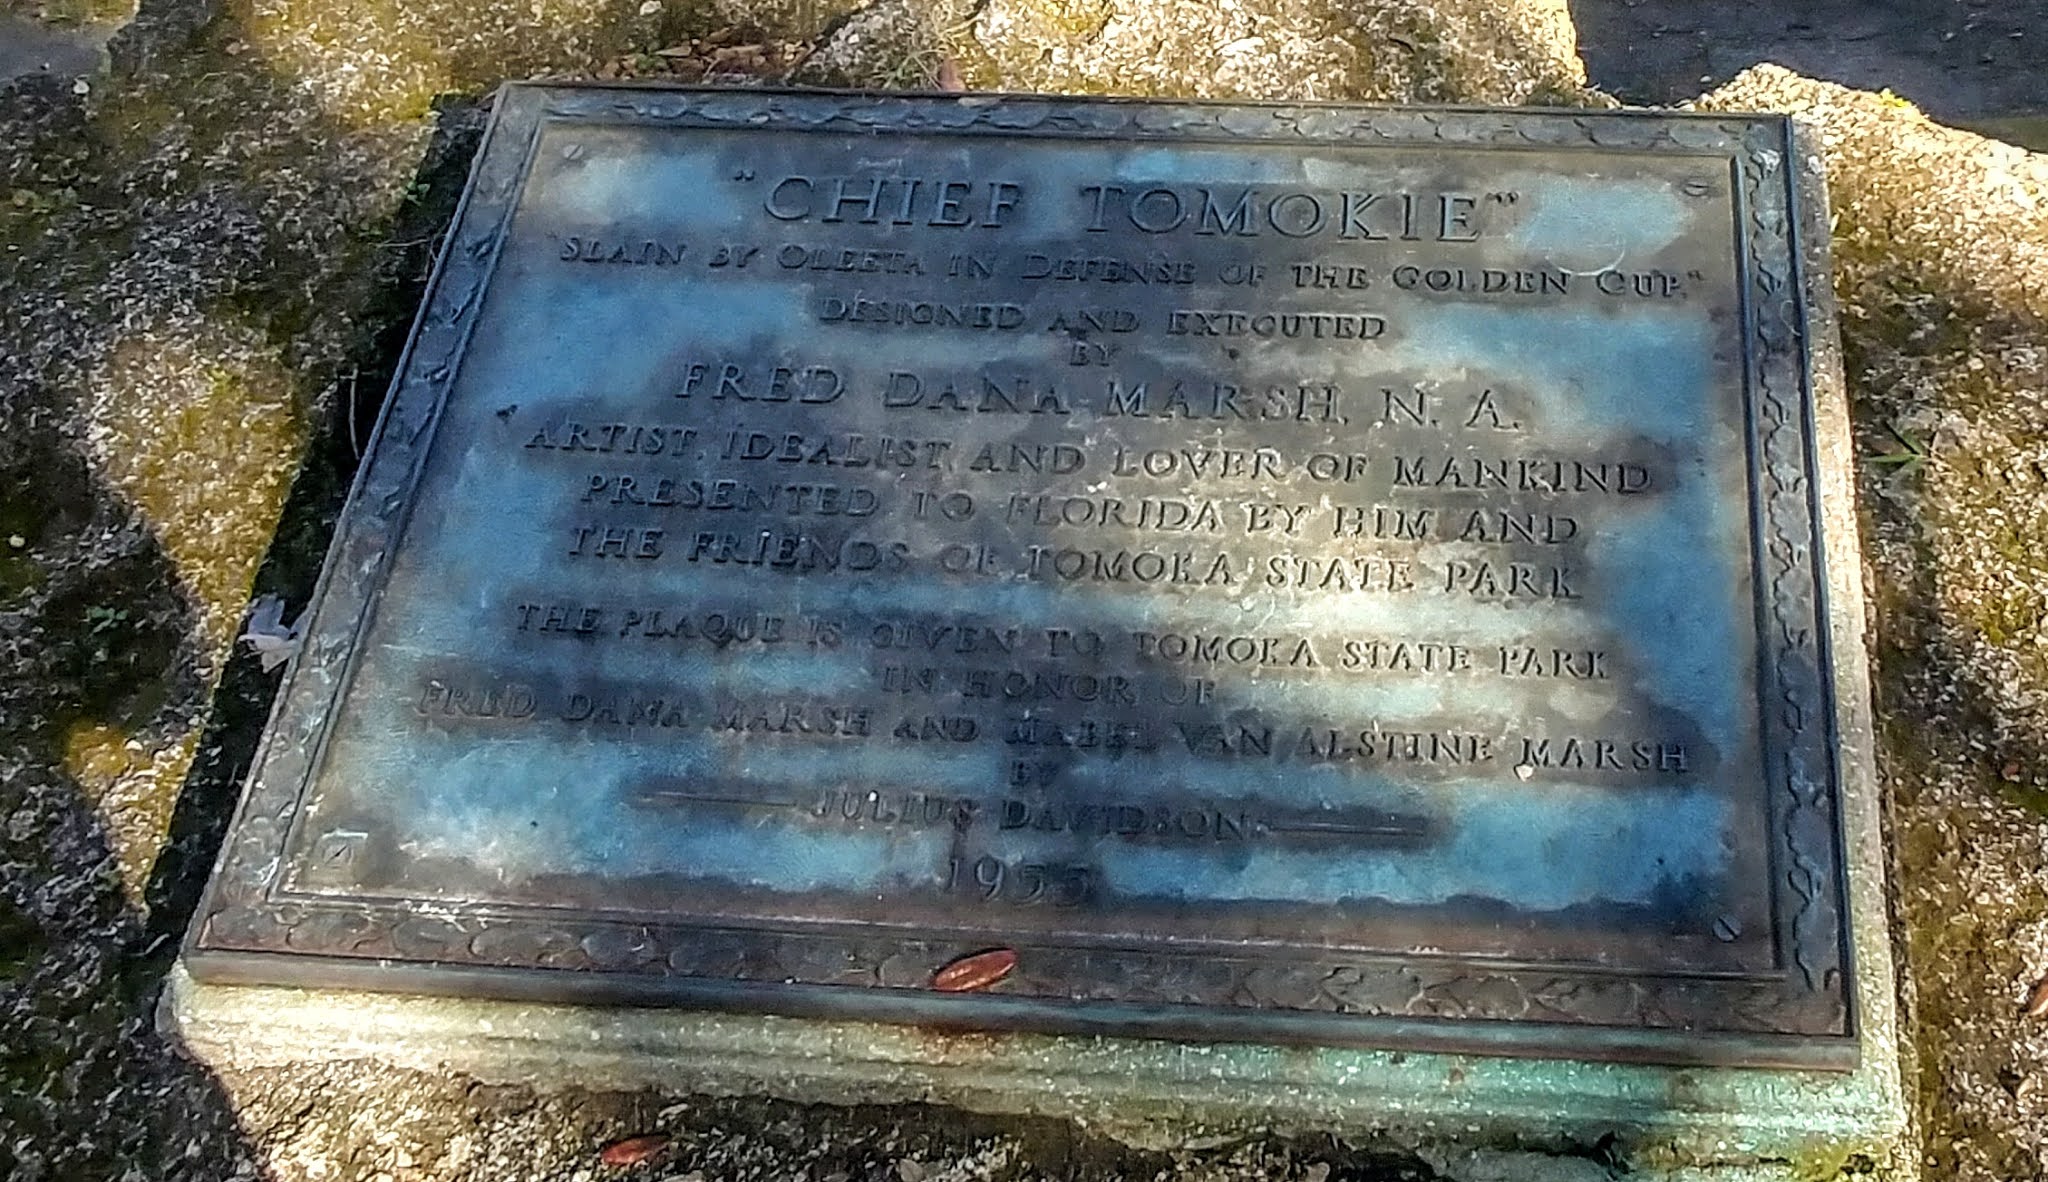 "CHIEF TOMOKIE"
"SLAIN BY OLEETA IN DEFENSE OF THE GOLDEN CUP."
DESIGNED AND EXECUTED
BY
FRED DANA MARSH, N. A.
ARTIST, IDEALIST, AND LOVER OF MANKIND
PRESENTED TO FLORIDA BY HIM AND
THE FRIENDS OF TOMOKA STATE PARK
THE PLAQUE IS GIVEN TO TOMOKA STATE PARK
IN HONOR OF
FRED DANA MARSH AND MABEL VAN ALSTINE MARSH
BY
JULIUS DAVIDSON
1955